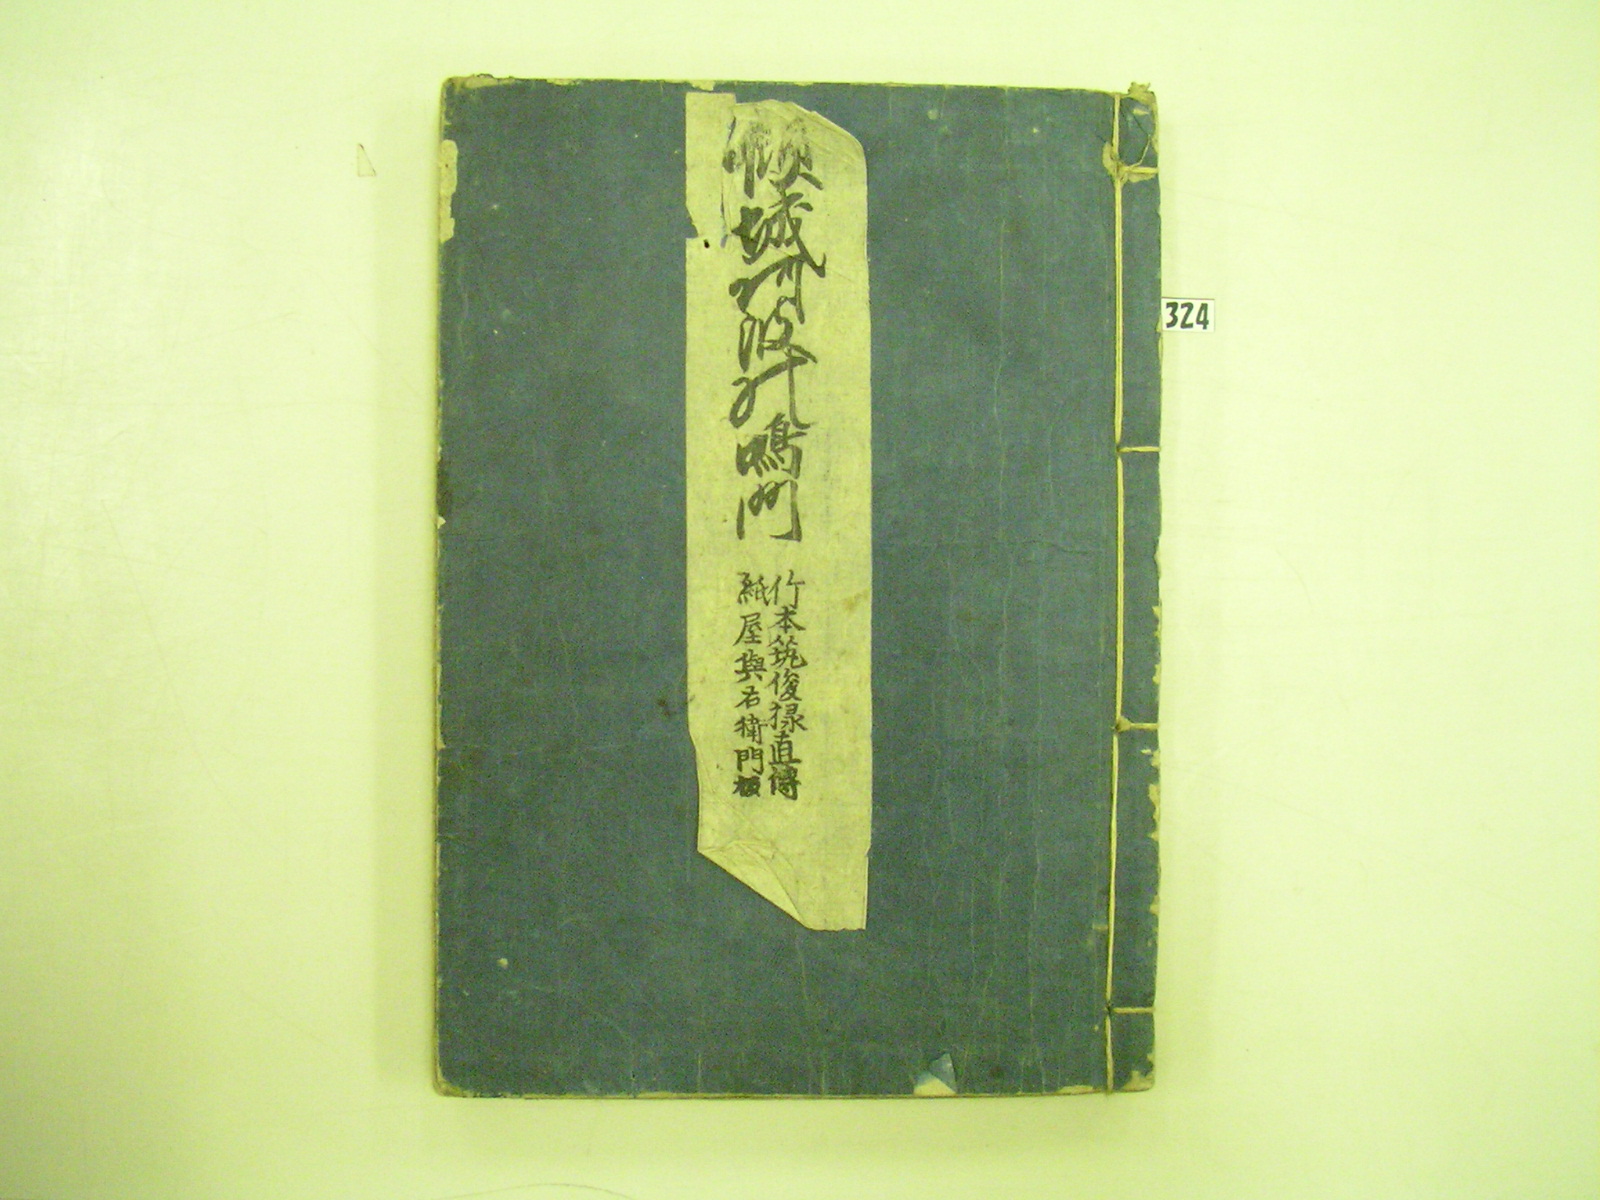 傾城阿波の鳴門
竹本筑後掾直傳
紙屋與右衛門板
324